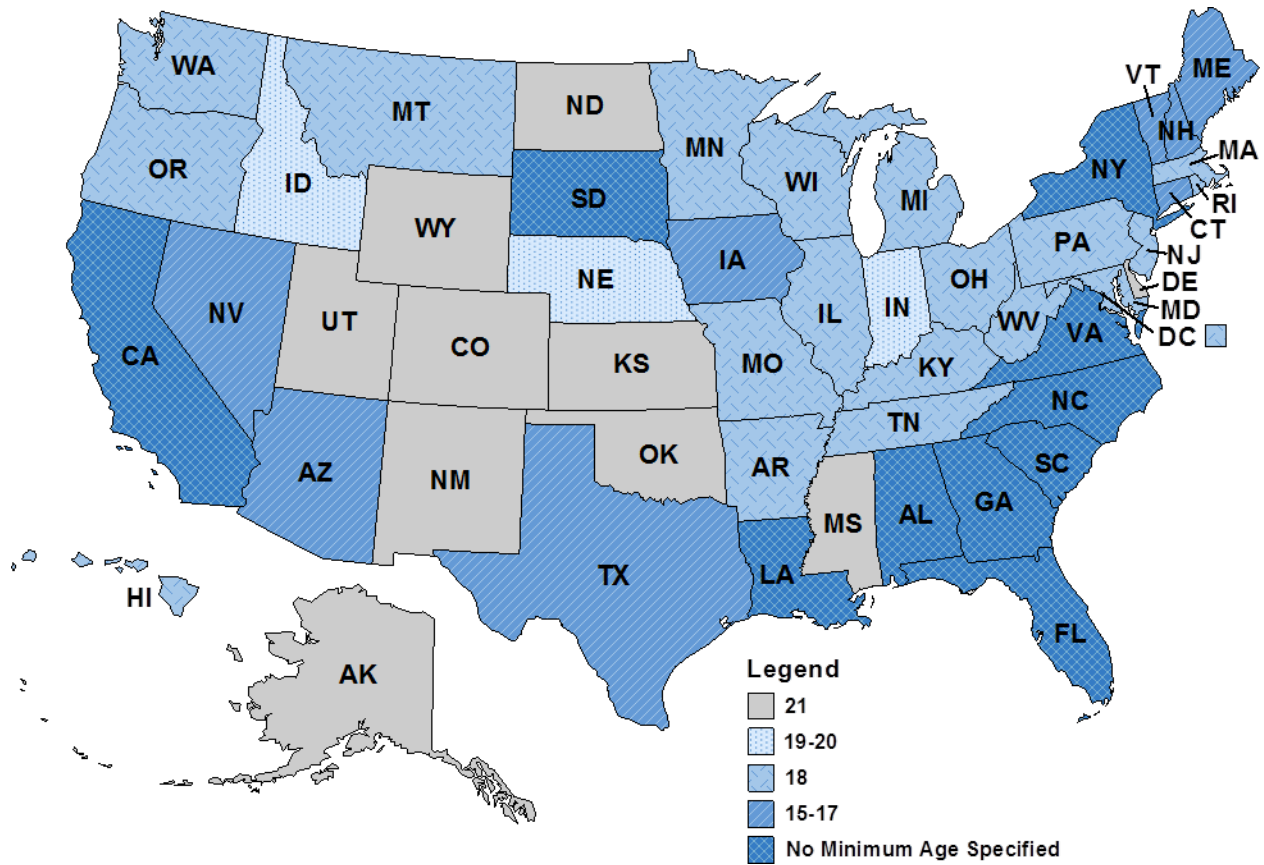 WA
MT
ND
MN
VT
ME
NH
MA
OR
ID
SD
WI
MI
NY
RI
CT
WY
NE
IA
PA
NJ
NV
UT
CO
KS
IL
IN
OH
WV
DE
MD
DC
CA
MO
KY
VA
NC
TN
AZ
NM
OK
AR
SC
MS
AL
GA
TX
LA
FL
HI
AK
Legend
21
19-20
18
15-17
No Minimum Age Specified